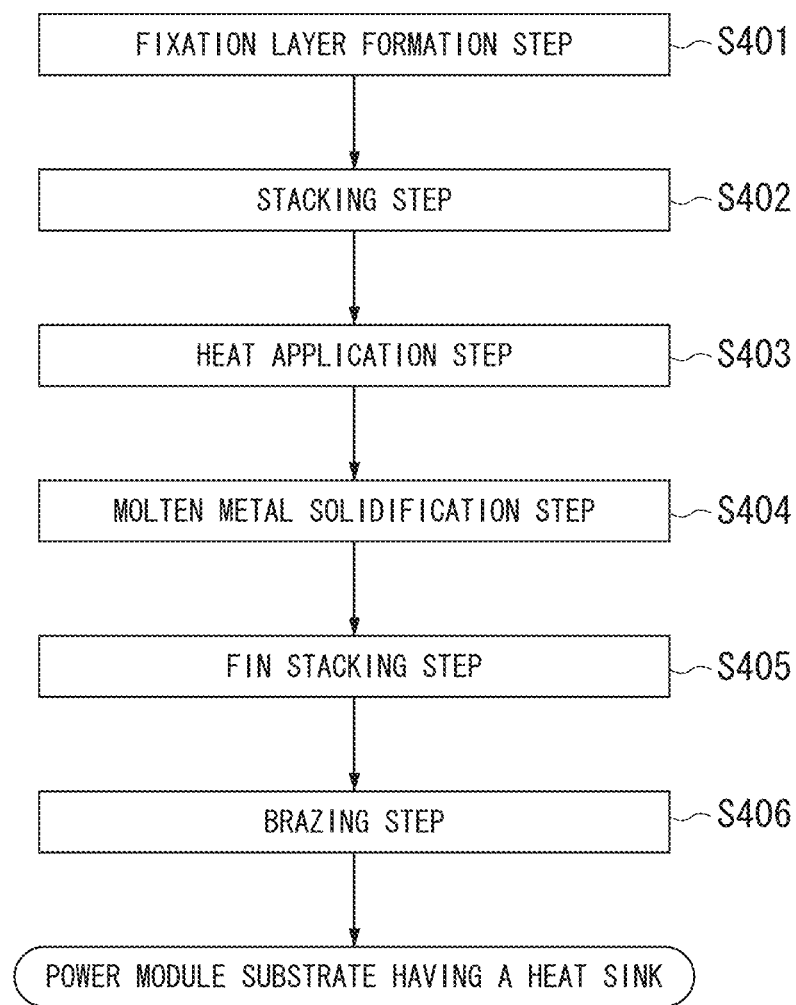 FIXATION LAYER FORMATION STEP S401
STACKING STEP S402
HEAT APPLICATION STEP S403
MOLTEN METAL SOLIDIFICATION STEP S404
FIN STACKING STEP S405
BRAZING STEP S406
POWER MODULE SUBSTRATE HAVING A HEAT SINK